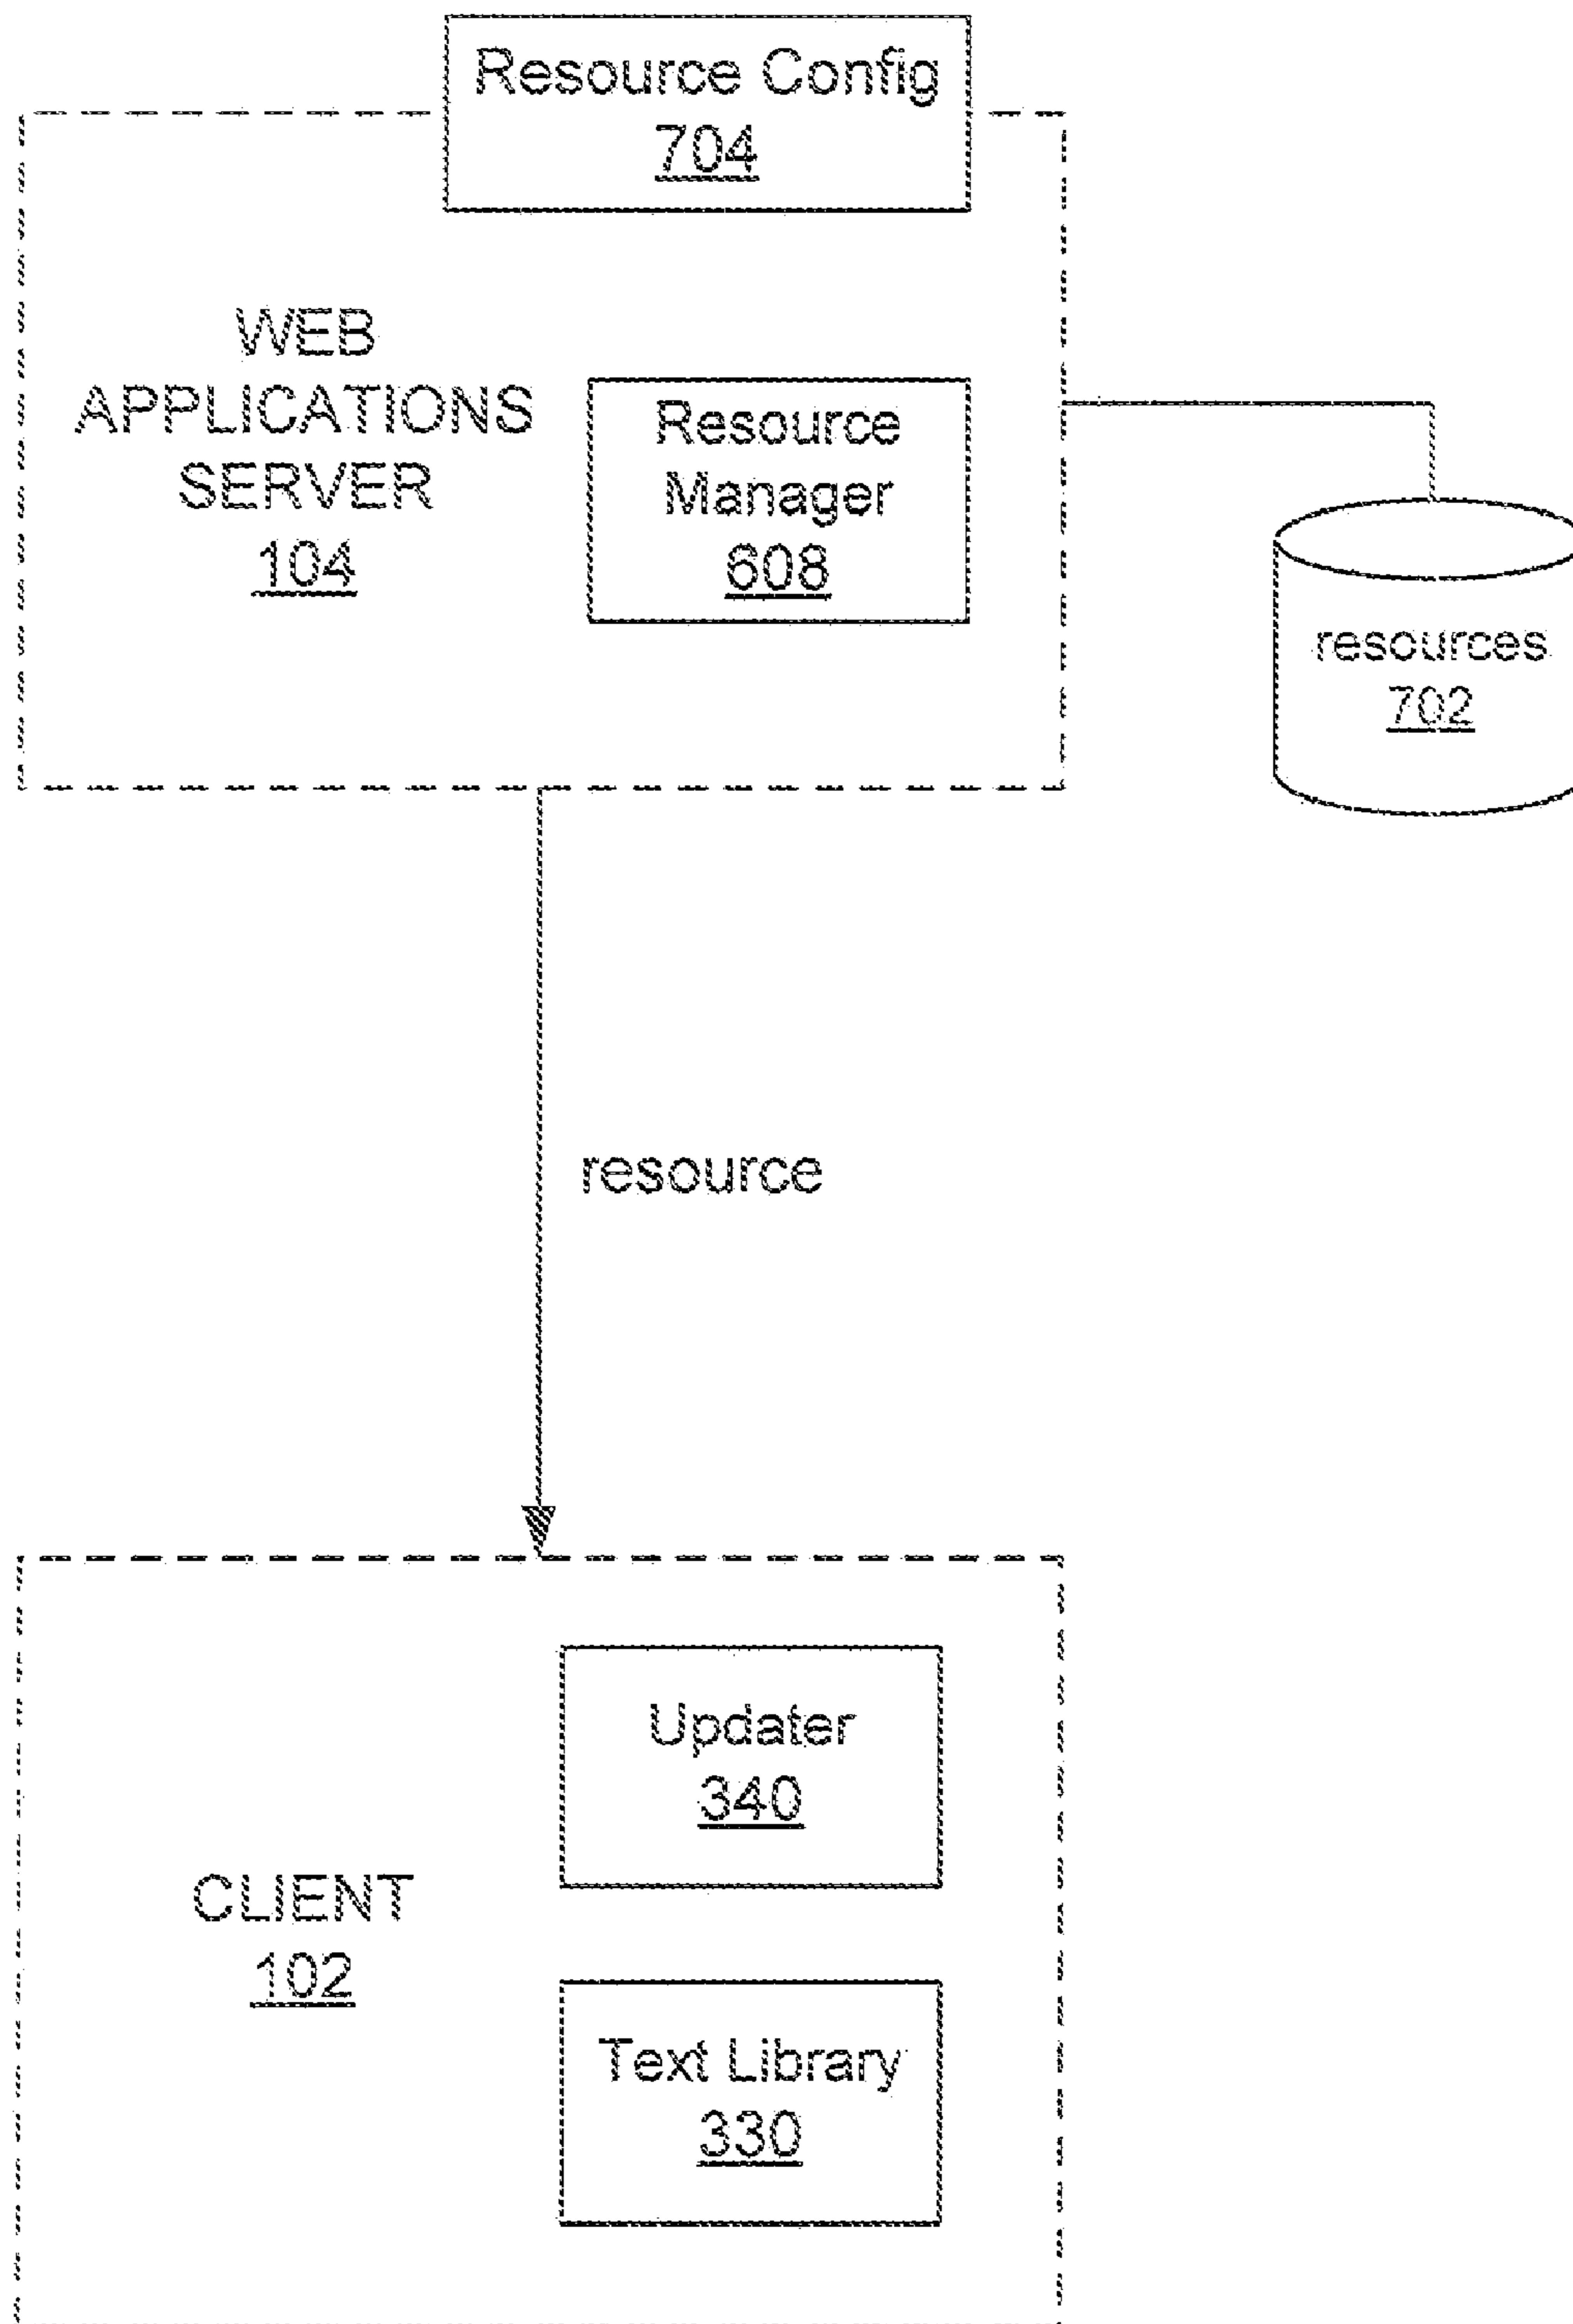 Resource Config
704
WEB
APPLICATIONS
SERVER
104
Resource
Manager
608
resources
702
resource
Updater
340
CLIENT
102
Text Library
330